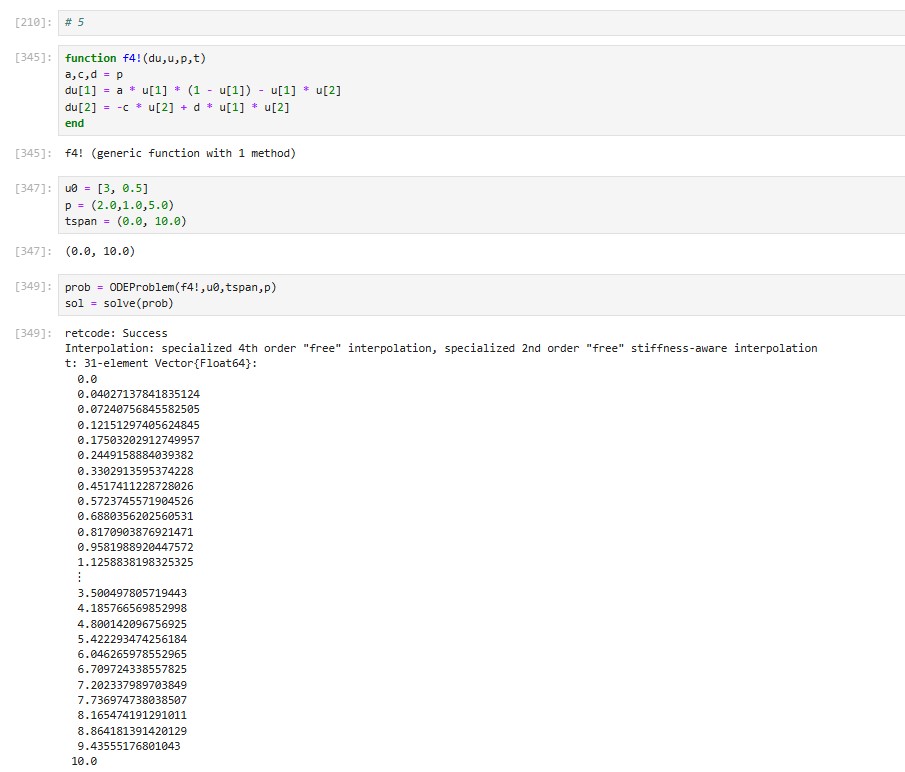 [210]: # 5
[345]: function f4!(du,u,p,t)
a,c,d = p
du[1] = a * u[1] * (1 - u[1]) - u[1] * u[2]
du[2] = -c * u[2] + d * u[1] * u[2]
end
[345]: f4! (generic function with 1 method)
[347]: u0 = [3, 0.5]
p = (2.0,1.0,5.0)
tspan = (0.0, 10.0)
[347]: (0.0, 10.0)
[349]: prob = ODEProblem(f4!,u0,tspan,p)
sol = solve(prob)
[349]: retcode: Success
Interpolation: specialized 4th order "free" interpolation, specialized 2nd order "free" stiffness-aware interpolation
t: 31-element Vector{Float64}:
0.0
0.04027137841835124
0.07240756845582505
0.12151297405624845
0.17503202912749957
0.2449158884039382
0.3302913595374228
0.4517411228728026
0.5723745571904526
0.6880356202560531
0.8170903876921471
0.9581988920447572
1.1258838198325325
⋮
3.500497805719443
4.185766569852998
4.800142096756925
5.422293474256184
6.046265978552965
6.709724338557825
7.202337989703849
7.736974738038507
8.165474191291011
8.864181391420129
9.43555176801043
10.0